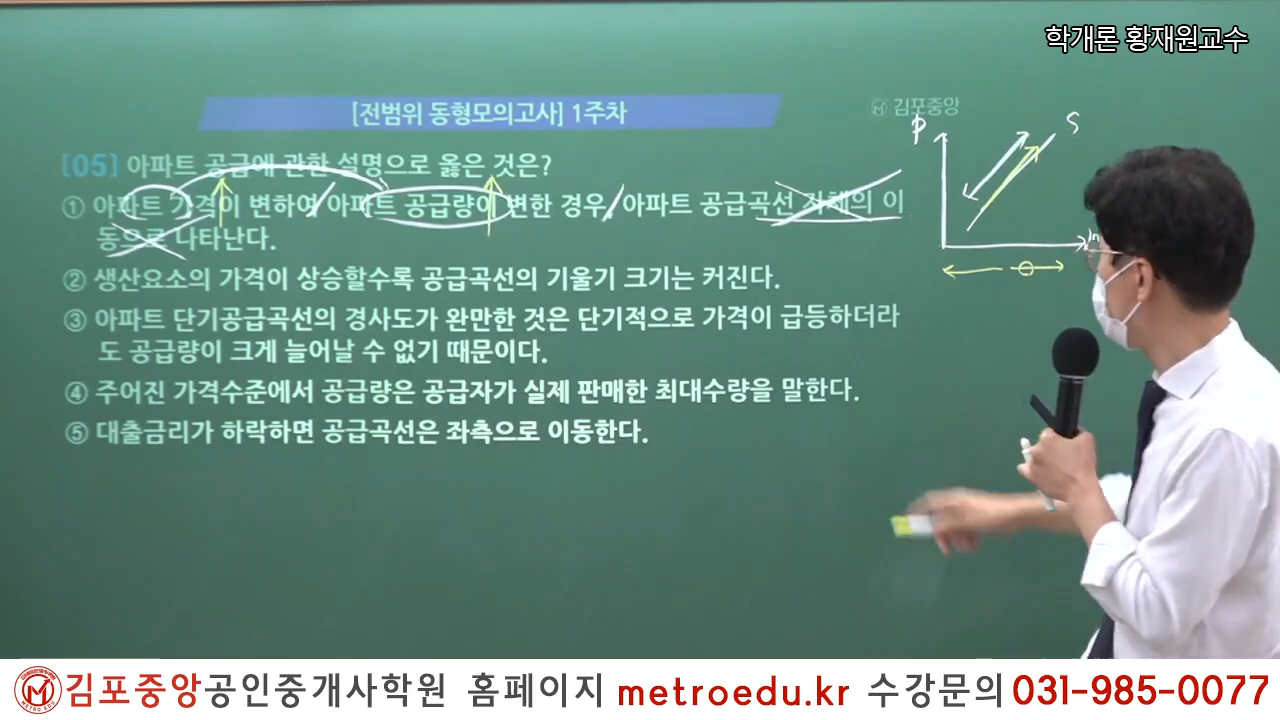 학개론 황재원교수
[전범위 동형모의고사] 1주차
김포중앙
[05] 아파트 공급에 관한 설명으로 옳은 것은?
① 아파트 가격이 변하여 아파트 공급량이 변한 경우, 아파트 공급곡선 자체의 이
동으로 나타난다.
② 생산요소의 가격이 상승할수록 공급곡선의 기울기 크기는 커진다.
③ 아파트 단기공급곡선의 경사도가 완만한 것은 단기적으로 가격이 급등하더라
도 공급량이 크게 늘어날 수 없기 때문이다.
④ 주어진 가격수준에서 공급량은 공급자가 실제 판매한 최대수량을 말한다.
⑤ 대출금리가 하락하면 공급곡선은 좌측으로 이동한다.
P
S
김포중앙공인중개사학원 홈페이지 metroedu.kr 수강문의 031-985-0077
METRO EDU